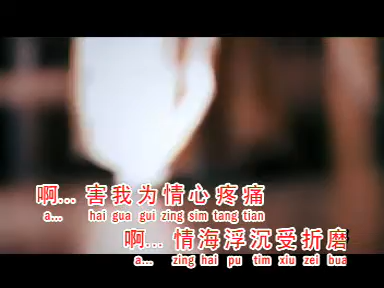 啊... 害我为情心疼痛
a... hai gua gui zing sim tang tian
啊... 情海浮沉受折磨
a... zing hai pu tim xiu zei bua